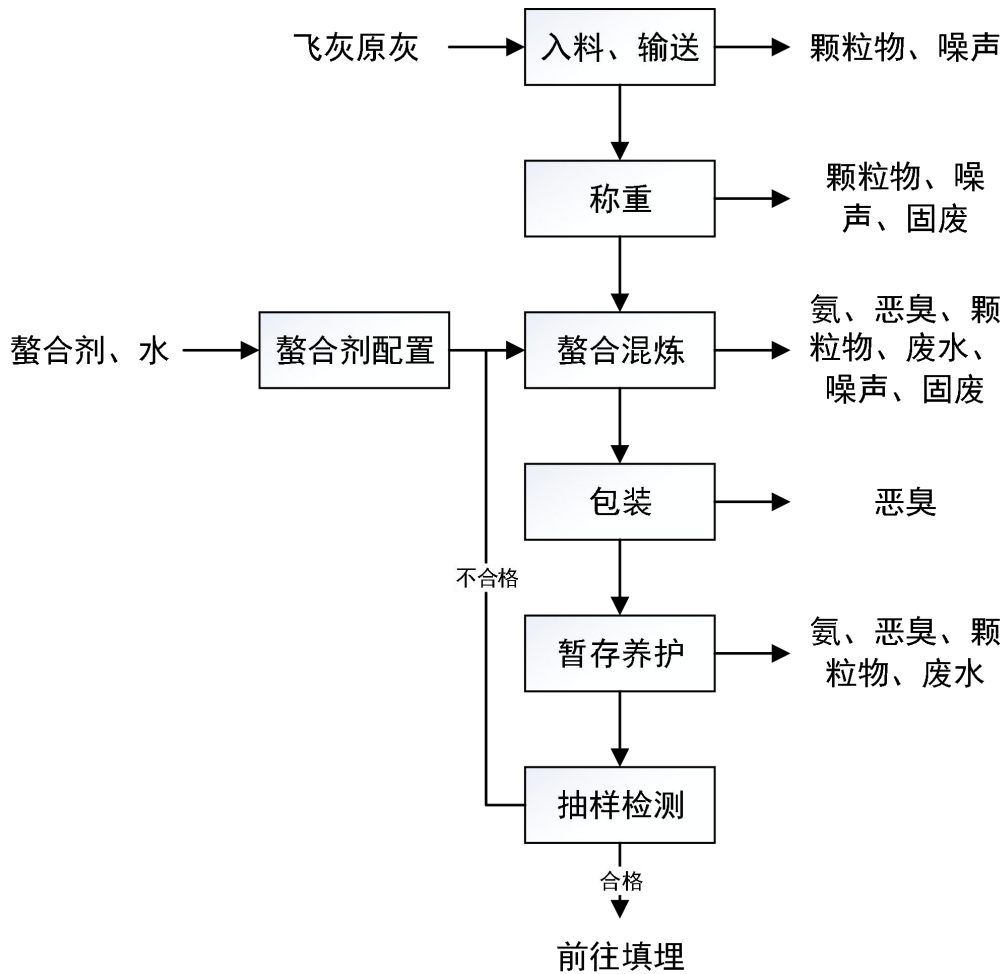 飞灰原灰
入料、输送
颗粒物、噪声
称重
颗粒物、噪
声、固废
螯合剂、水
螯合剂配置
螯合混炼
氨、恶臭、颗
粒物、废水、
噪声、固废
包装
恶臭
不合格
暂存养护
氨、恶臭、颗
粒物、废水
抽样检测
合格
前往填埋